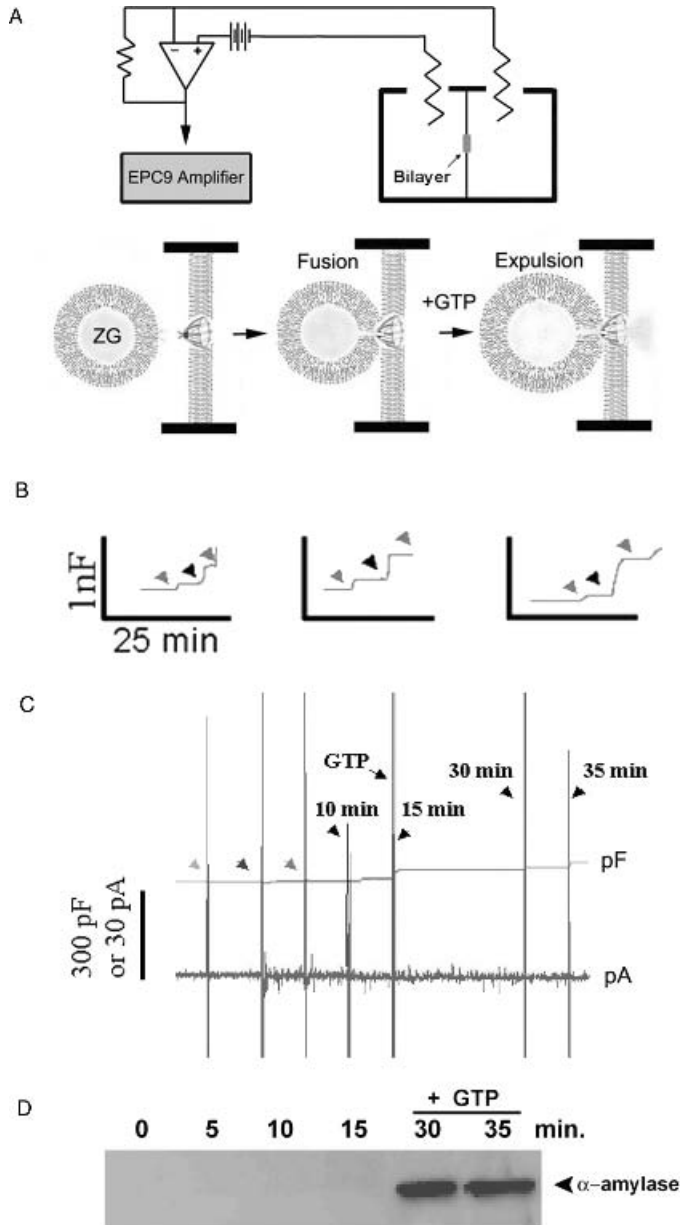 A
− +
EPC9 Amplifier
Bilayer
Fusion
Expulsion
+GTP
ZG
B
1nF
25 min
C
GTP
30 min
35 min
10 min
15 min
pF
300 pF
or 30 pA
pA
D
+ GTP
0 5 10 15 30 35 min.
α–amylase